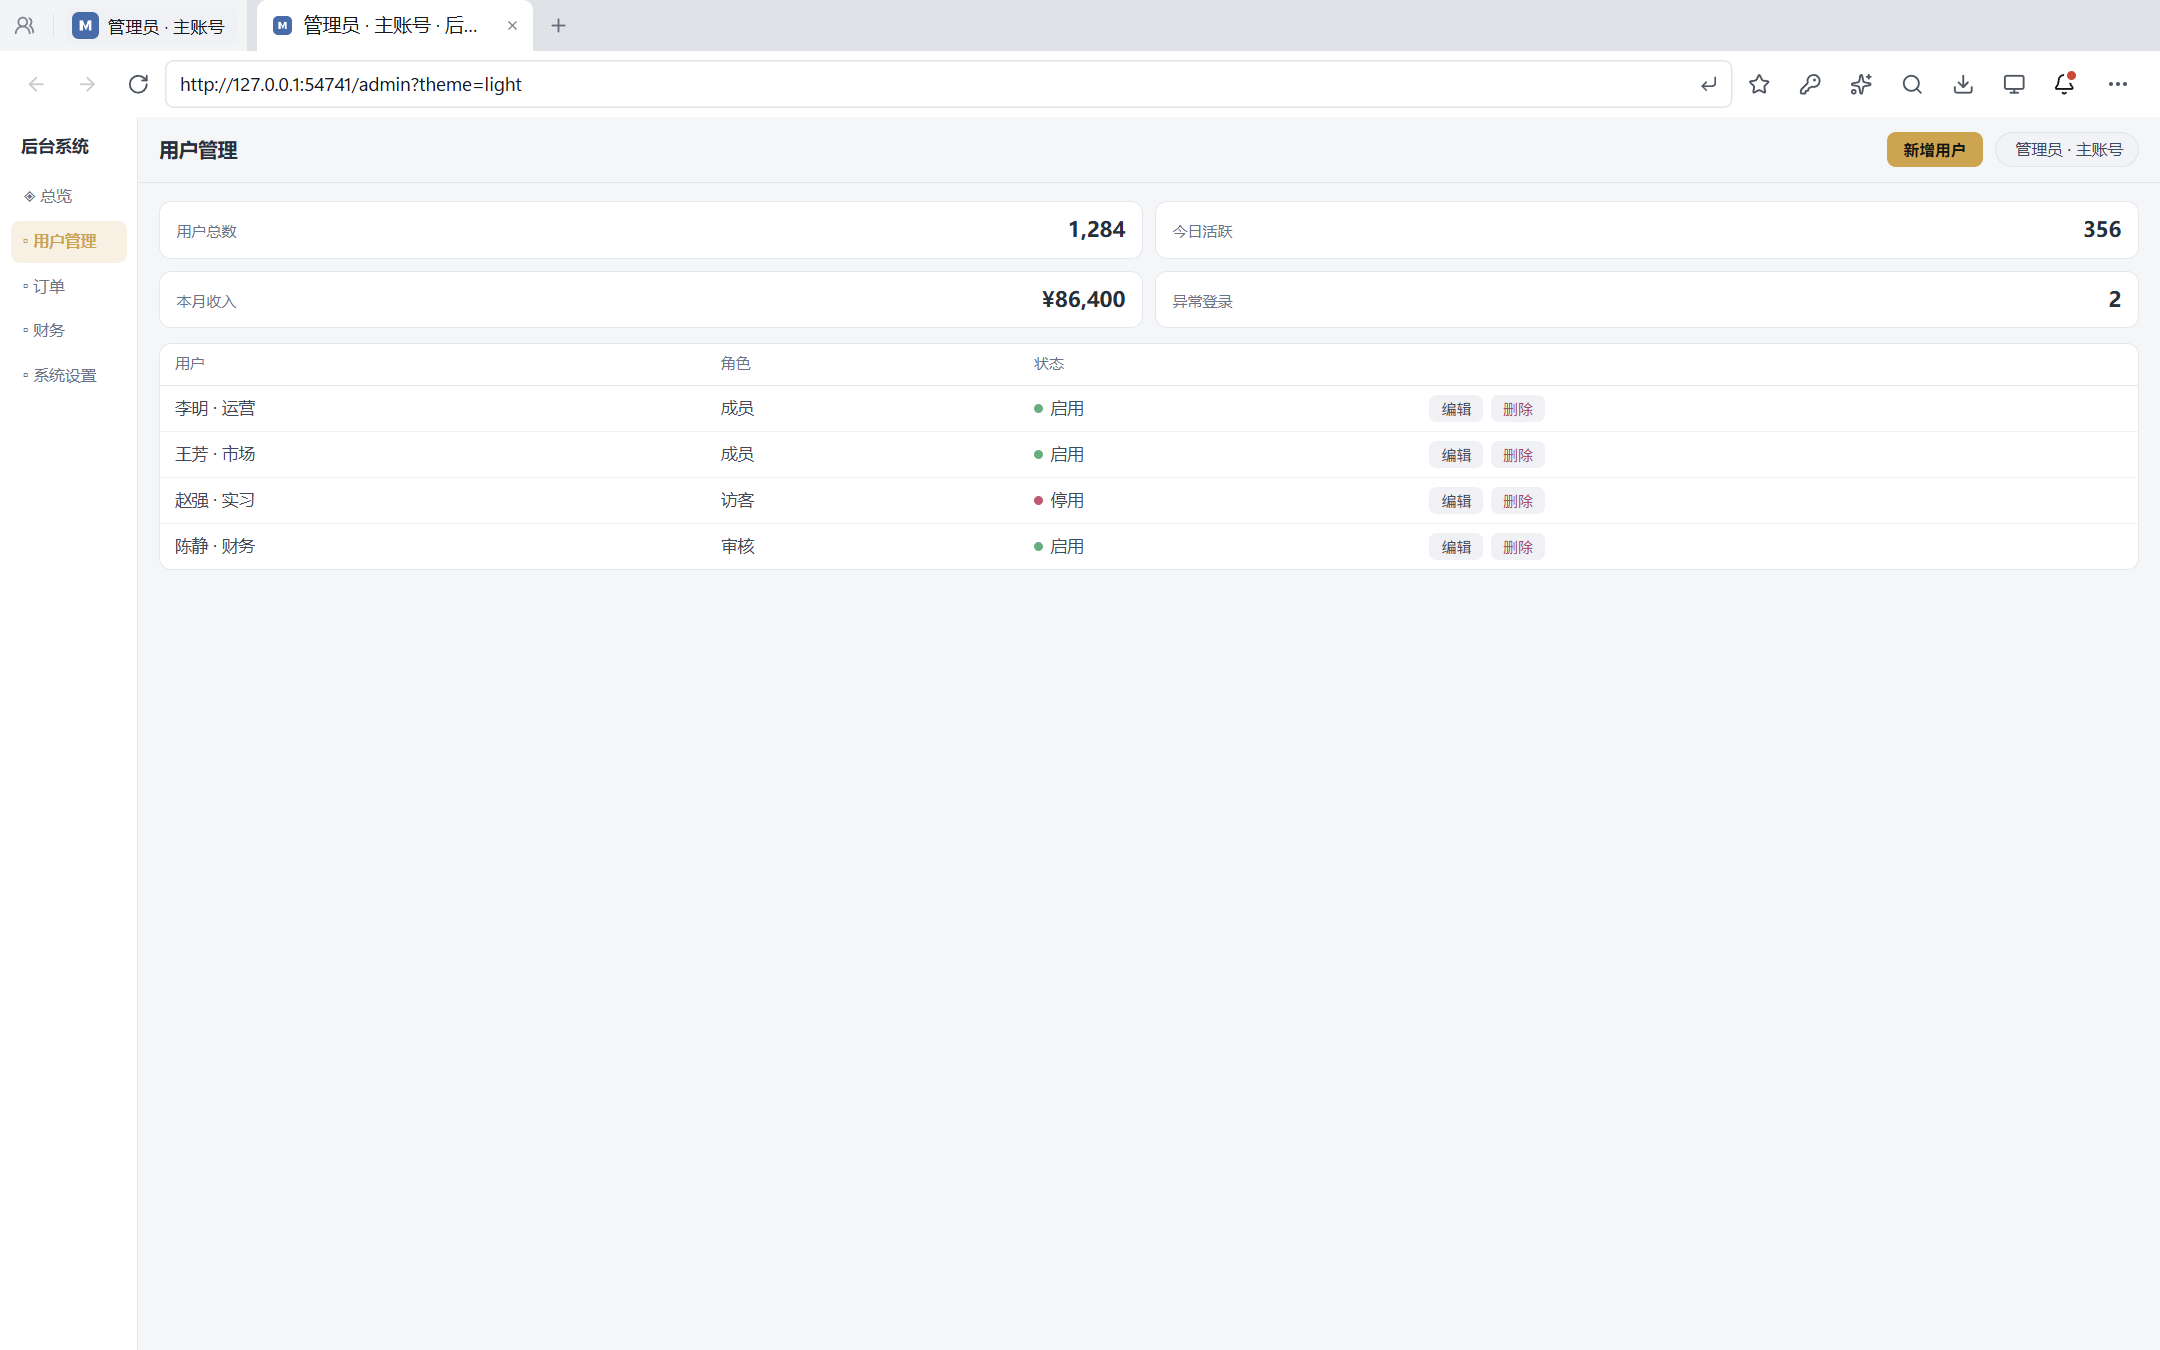 M 管理员 · 主账号
M 管理员 · 主账号 · 后...
http://127.0.0.1:54741/admin?theme=light
后台系统
总览
用户管理
订单
财务
系统设置
用户管理
新增用户
管理员 · 主账号
用户总数 1,284
今日活跃 356
本月收入 ¥86,400
异常登录 2
用户 角色 状态
李明 · 运营 成员 启用 编辑 删除
王芳 · 市场 成员 启用 编辑 删除
赵强 · 实习 访客 停用 编辑 删除
陈静 · 财务 审核 启用 编辑 删除